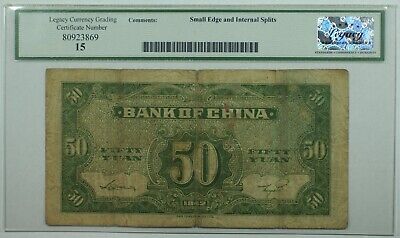 Legacy Currency Grading
Certificate Number
80923869
15
Comments:
Small Edge and Internal Splits
Legacy
BANK OF CHINA
50
50
FIFTY
YUAN
50
FIFTY
YUAN
1942